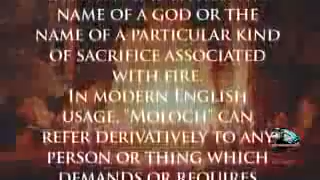 NAME OF A GOD OR THE
NAME OF A PARTICULAR KIND
OF SACRIFICE ASSOCIATED
WITH FIRE.
IN MODERN ENGLISH
USAGE, "MOLOCH" CAN
REFER DERIVATIVELY TO ANY
PERSON OR THING WHICH
DEMANDS OR REQUIRES